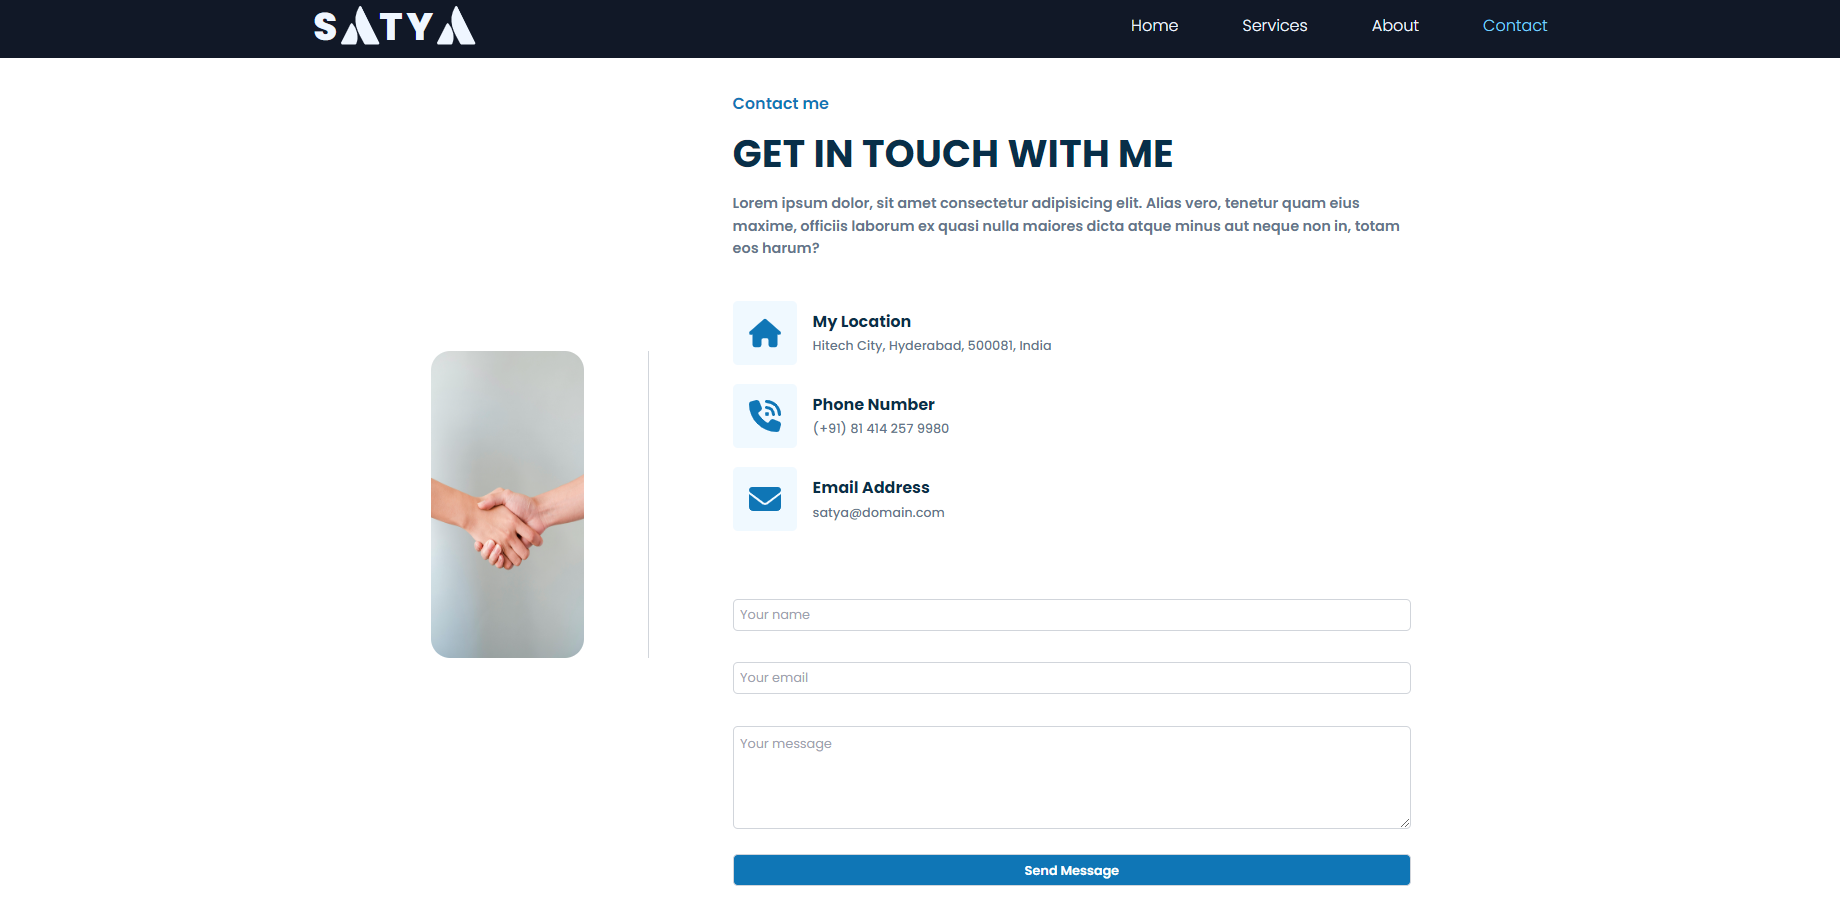 SATYA
Home Services About Contact
Contact me
GET IN TOUCH WITH ME
Lorem ipsum dolor, sit amet consectetur adipisicing elit. Alias vero, tenetur quam eius
maxime, officiis laborum ex quasi nulla maiores dicta atque minus aut neque non in, totam
eos harum?
My Location
Hitech City, Hyderabad, 500081, India
Phone Number
(+91) 81 414 257 9980
Email Address
satya@domain.com
Your name
Your email
Your message
Send Message